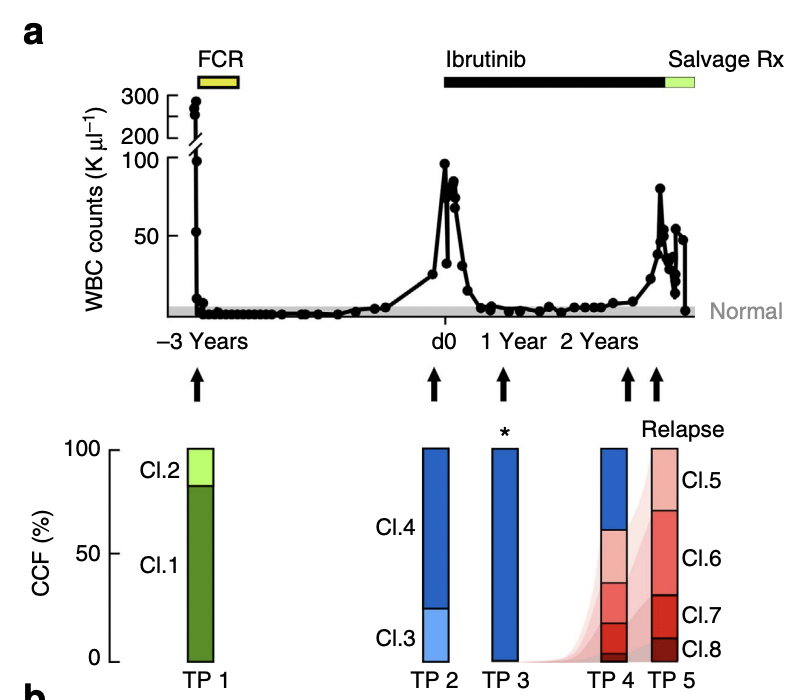 a
FCR
Ibrutinib
Salvage Rx
WBC counts (K μl⁻¹)
300
200
100
50
Normal
–3 Years
d0
1 Year
2 Years
*
Relapse
CCF (%)
100
50
0
Cl.2
Cl.1
Cl.4
Cl.3
Cl.5
Cl.6
Cl.7
Cl.8
TP 1
TP 2
TP 3
TP 4
TP 5
b